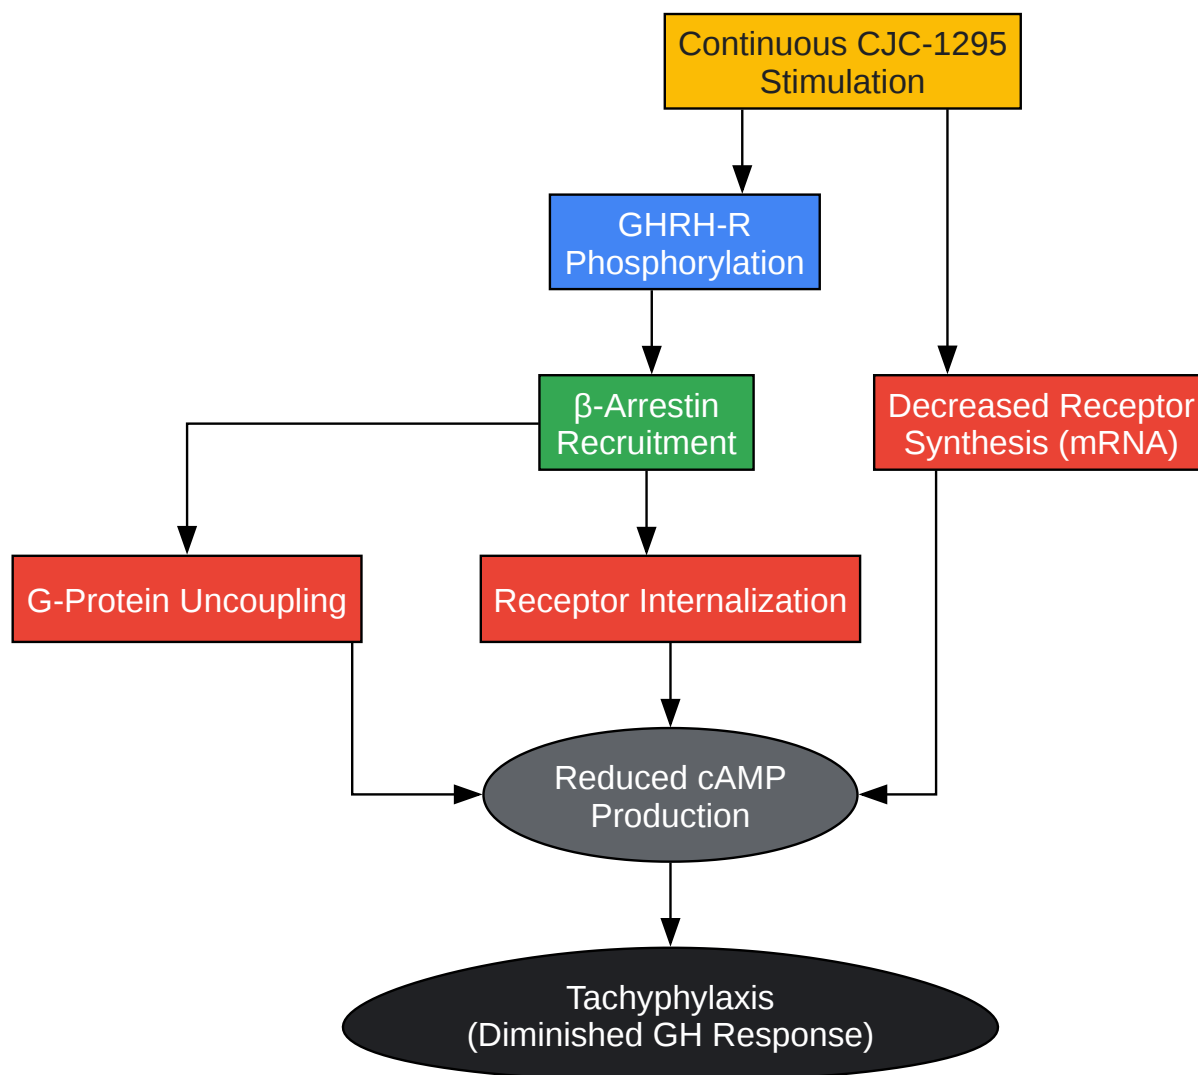 Continuous CJC-1295
Stimulation
GHRH-R
Phosphorylation
β-Arrestin
Recruitment
Decreased Receptor
Synthesis (mRNA)
G-Protein Uncoupling
Receptor Internalization
Reduced cAMP
Production
Tachyphylaxis
(Diminished GH Response)